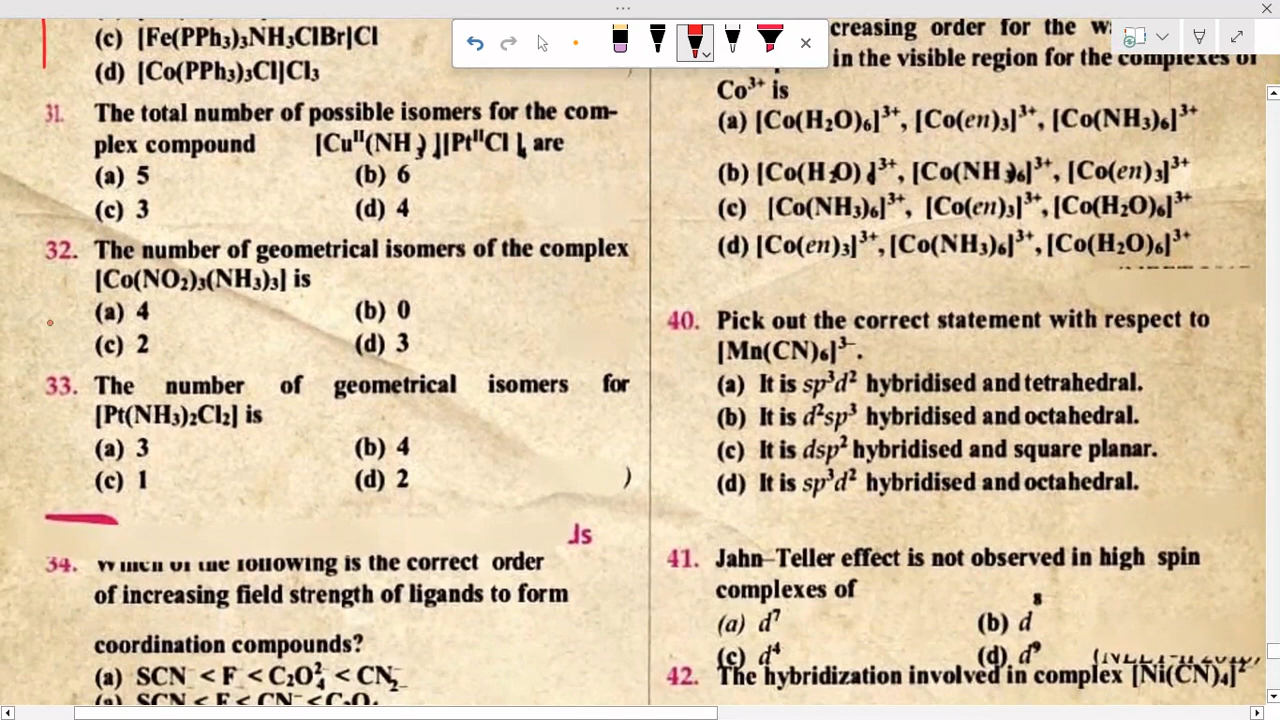 (c) [Fe(PPh₃)₃NH₃ClBr]Cl
(d) [Co(PPh₃)₃Cl]Cl₃
31. The total number of possible isomers for the com-
plex compound [Cuᴵᴵ(NH₃)₄][PtᴵᴵCl₄] are
(a) 5 (b) 6
(c) 3 (d) 4
32. The number of geometrical isomers of the complex
[Co(NO₂)₃(NH₃)₃] is
(a) 4 (b) 0
(c) 2 (d) 3
33. The number of geometrical isomers for
[Pt(NH₃)₂Cl₂] is
(a) 3 (b) 4
(c) 1 (d) 2 )
Js
34. Which of the following is the correct order
of increasing field strength of ligands to form
coordination compounds?
(a) SCN⁻ < F⁻ < C₂O₄²⁻ < CN⁻
creasing order for the
in the visible region for the complexes of
Co³⁺ is
(a) [Co(H₂O)₆]³⁺, [Co(en)₃]³⁺, [Co(NH₃)₆]³⁺
(b) [Co(H₂O)₆]³⁺, [Co(NH₃)₆]³⁺, [Co(en)₃]³⁺
(c) [Co(NH₃)₆]³⁺, [Co(en)₃]³⁺, [Co(H₂O)₆]³⁺
(d) [Co(en)₃]³⁺, [Co(NH₃)₆]³⁺, [Co(H₂O)₆]³⁺
40. Pick out the correct statement with respect to
[Mn(CN)₆]³⁻.
(a) It is sp³d² hybridised and tetrahedral.
(b) It is d²sp³ hybridised and octahedral.
(c) It is dsp² hybridised and square planar.
(d) It is sp³d² hybridised and octahedral.
41. Jahn–Teller effect is not observed in high spin
complexes of
(a) d⁷ (b) d⁸
(c) d⁴ (d) d⁹
42. The hybridization involved in complex [Ni(CN)₄]²⁻